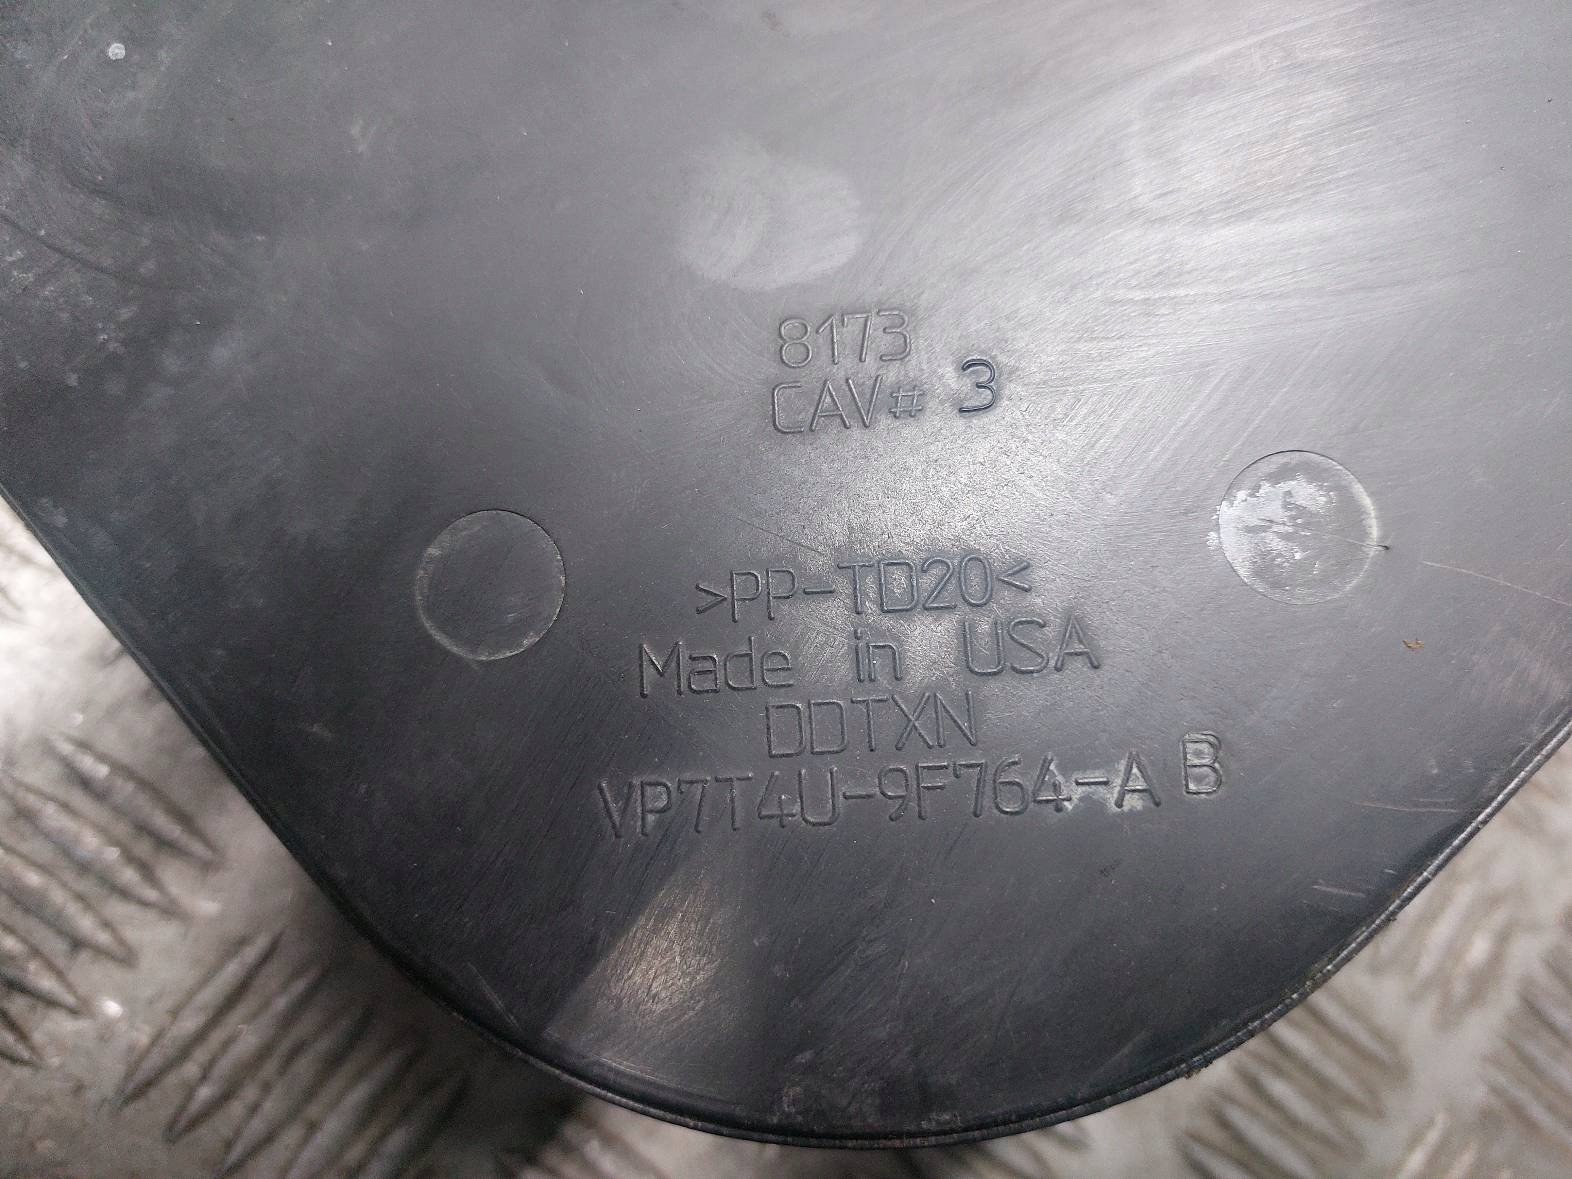 8173
CAV# 3
>PP-TD20<
Made in USA
DDTXN
VP7T4U-9F764-A B